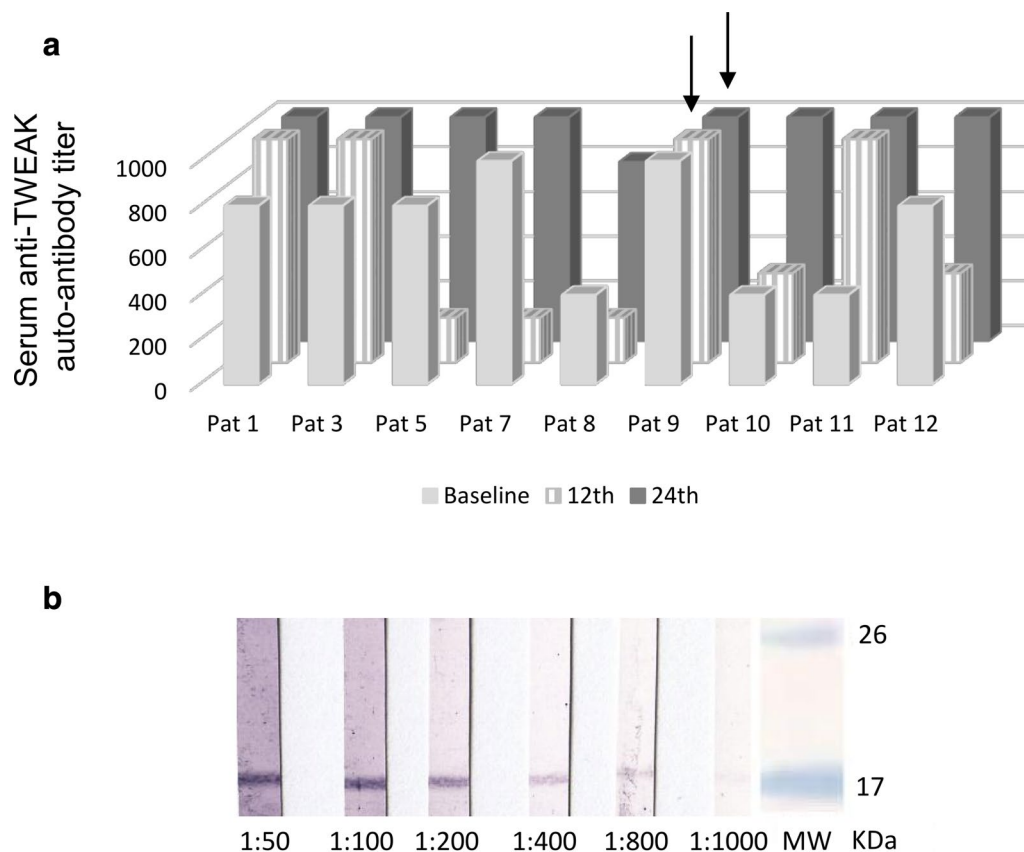 a
Serum anti-TWEAK
auto-antibody titer
1000
800
600
400
200
0
Pat 1 Pat 3 Pat 5 Pat 7 Pat 8 Pat 9 Pat 10 Pat 11 Pat 12
Baseline 12th 24th
b
26
17
1:50 1:100 1:200 1:400 1:800 1:1000 MW KDa